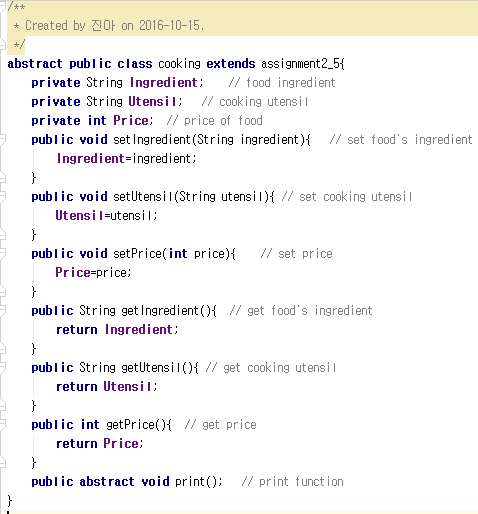 /**
 * Created by 진아 on 2016-10-15.
 */
abstract public class cooking extends assignment2_5{
    private String Ingredient;    // food ingredient
    private String Utensil;   // cooking utensil
    private int Price;  // price of food
    public void setIngredient(String ingredient){   // set food's ingredient
        Ingredient=ingredient;
    }
    public void setUtensil(String utensil){ // set cooking utensil
        Utensil=utensil;
    }
    public void setPrice(int price){    // set price
        Price=price;
    }
    public String getIngredient(){  // get food's ingredient
        return Ingredient;
    }
    public String getUtensil(){ // get cooking utensil
        return Utensil;
    }
    public int getPrice(){  // get price
        return Price;
    }
    public abstract void print();   // print function
}